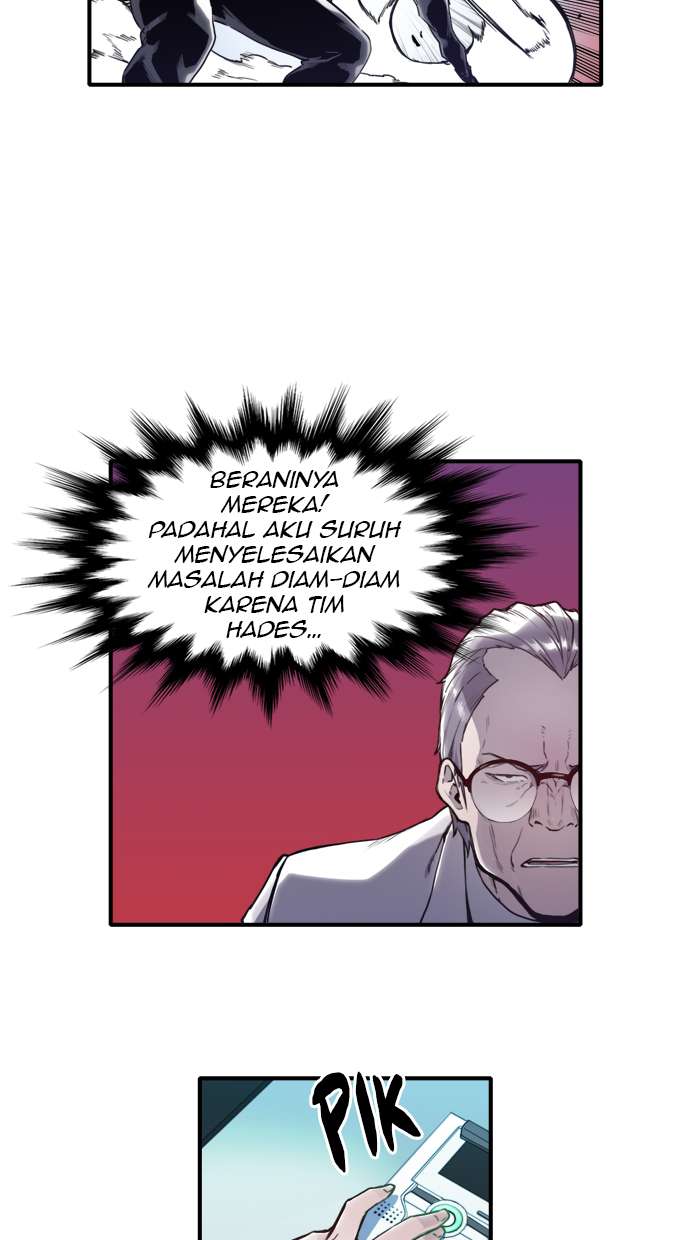 BERANINYA
MEREKA!
PADAHAL AKU SURUH
MENYELESAIKAN
MASALAH DIAM-DIAM
KARENA TIM
HADES...
PIK